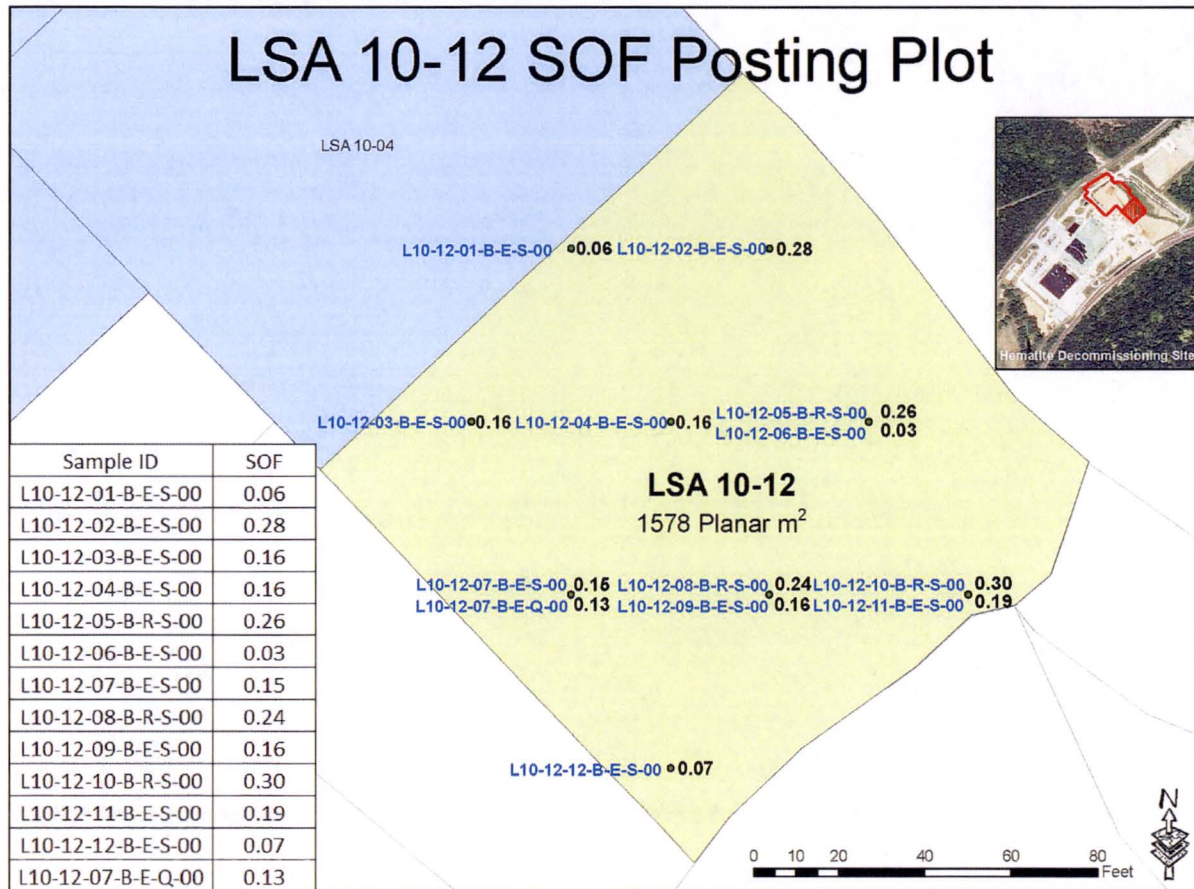 LSA 10-12 SOF Posting Plot
LSA 10-04
Hematite Decommissioning Site
L10-12-01-B-E-S-00 0.06 L10-12-02-B-E-S-00 0.28
L10-12-03-B-E-S-00 0.16 L10-12-04-B-E-S-00 0.16 L10-12-05-B-R-S-00 0.26
L10-12-06-B-E-S-00 0.03
LSA 10-12
1578 Planar m²
L10-12-07-B-E-S-00 0.15 L10-12-08-B-R-S-00 0.24 L10-12-10-B-R-S-00 0.30
L10-12-07-B-E-Q-00 0.13 L10-12-09-B-E-S-00 0.16 L10-12-11-B-E-S-00 0.19
L10-12-12-B-E-S-00 0.07
Sample ID SOF
L10-12-01-B-E-S-00 0.06
L10-12-02-B-E-S-00 0.28
L10-12-03-B-E-S-00 0.16
L10-12-04-B-E-S-00 0.16
L10-12-05-B-R-S-00 0.26
L10-12-06-B-E-S-00 0.03
L10-12-07-B-E-S-00 0.15
L10-12-08-B-R-S-00 0.24
L10-12-09-B-E-S-00 0.16
L10-12-10-B-R-S-00 0.30
L10-12-11-B-E-S-00 0.19
L10-12-12-B-E-S-00 0.07
L10-12-07-B-E-Q-00 0.13
N
0 10 20 40 60 80
Feet